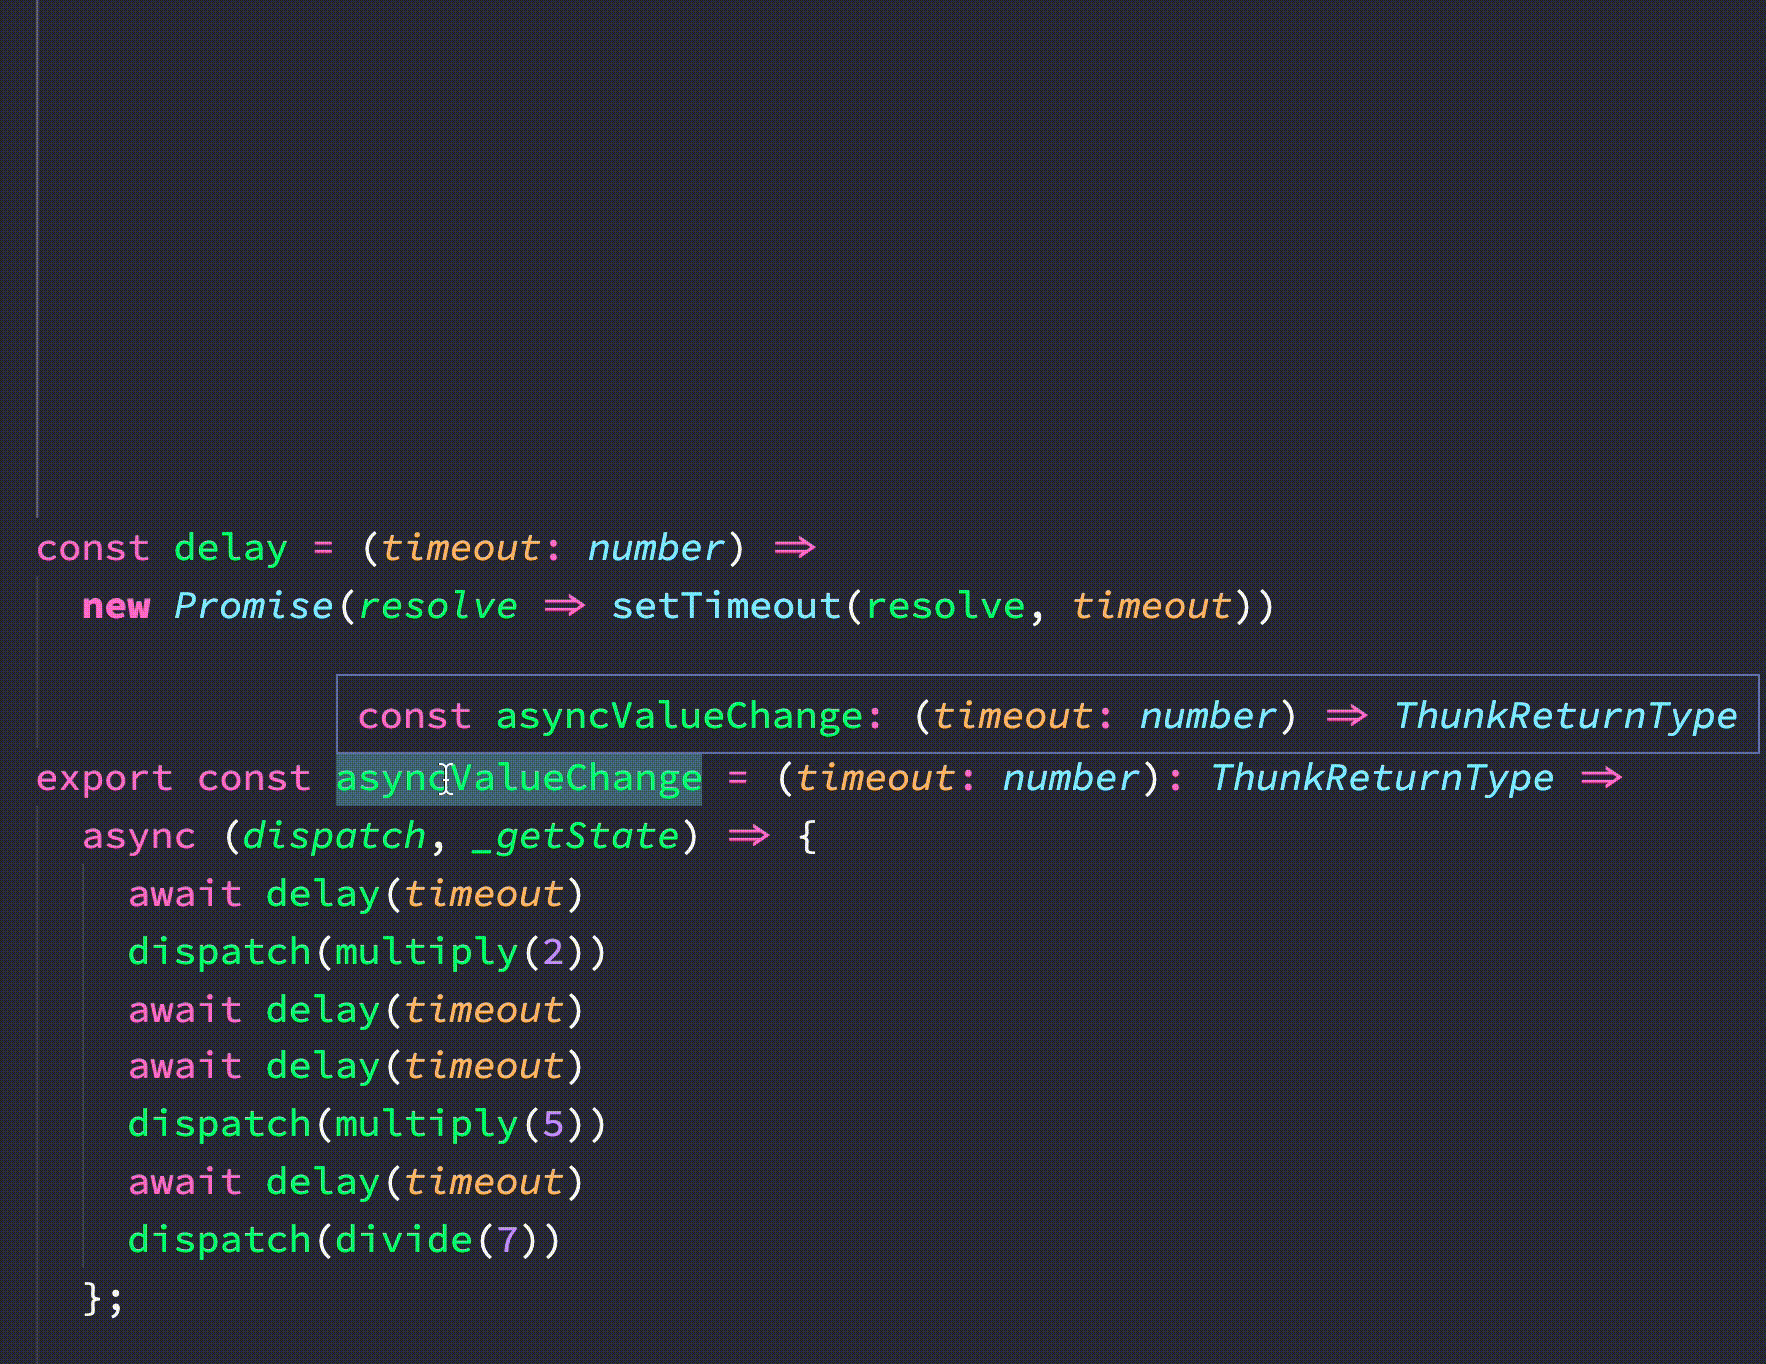 const delay = (timeout: number) =>
new Promise(resolve => setTimeout(resolve, timeout))
const asyncValueChange: (timeout: number) => ThunkReturnType
export const asyncValueChange = (timeout: number): ThunkReturnType =>
async (dispatch, _getState) => {
await delay(timeout)
dispatch(multiply(2))
await delay(timeout)
await delay(timeout)
dispatch(multiply(5))
await delay(timeout)
dispatch(divide(7))
};